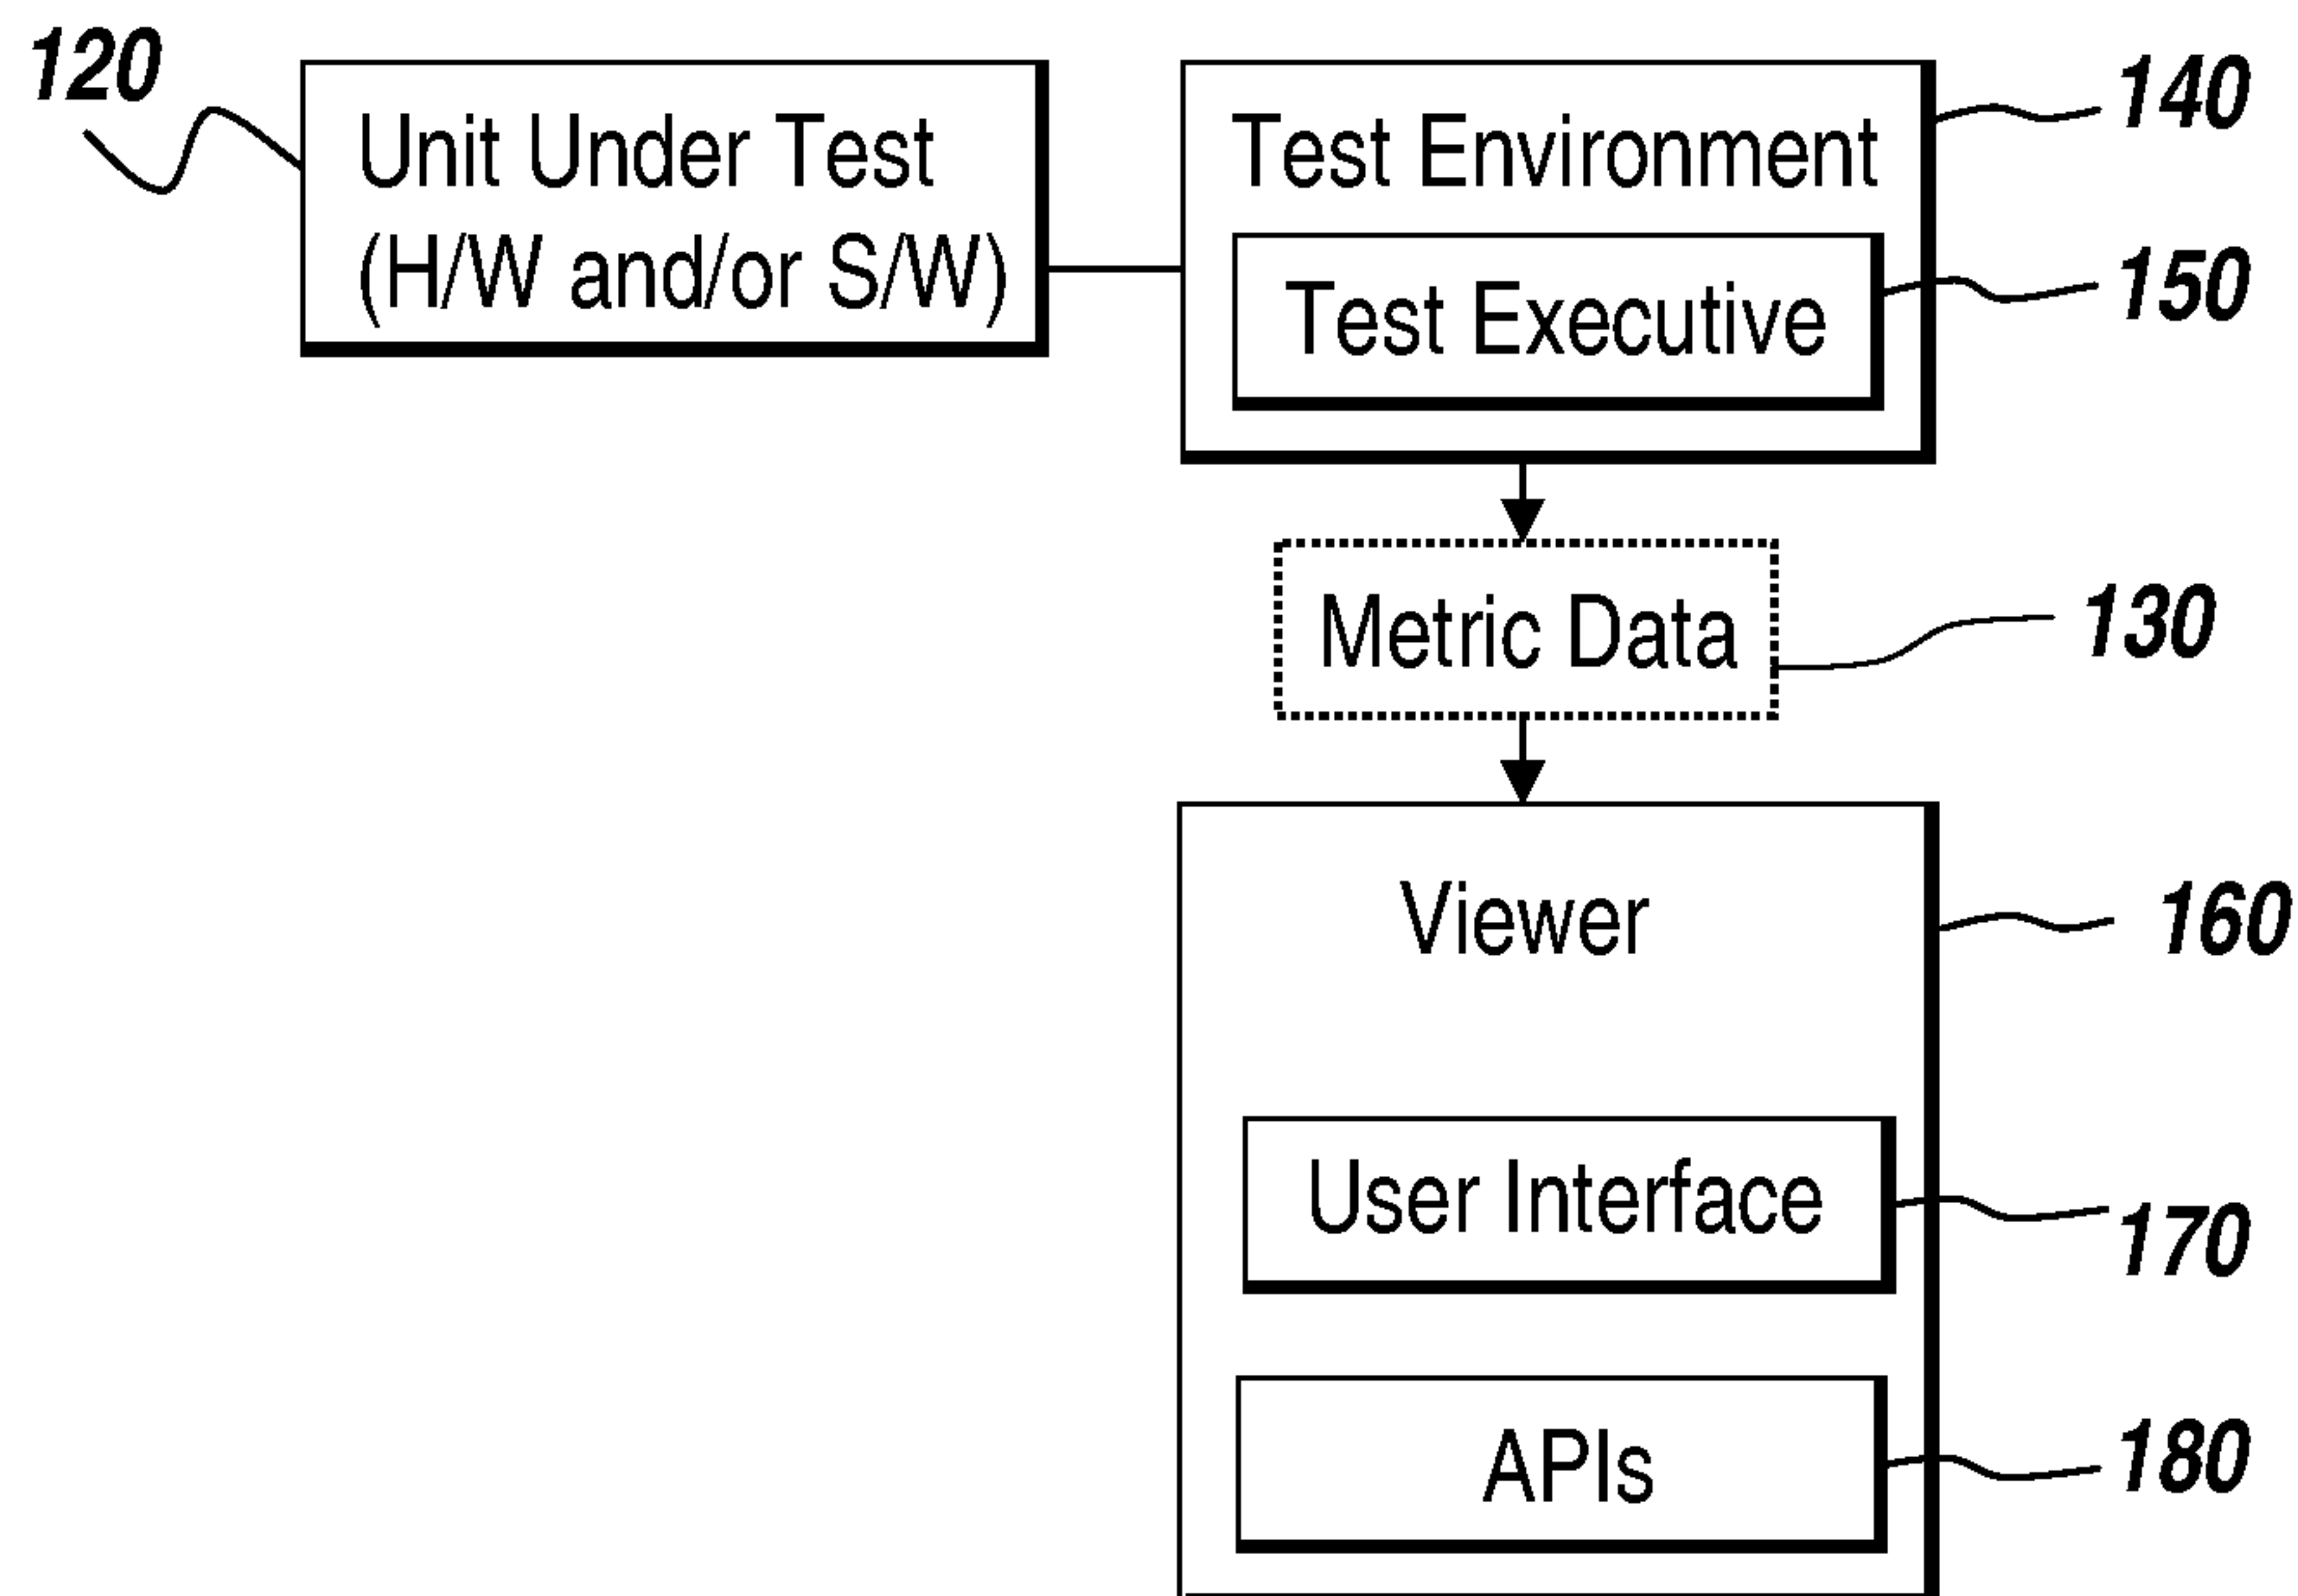 120
Unit Under Test
(H/W and/or S/W)
Test Environment
140
Test Executive
150
Metric Data
130
Viewer
160
User Interface
170
APIs
180